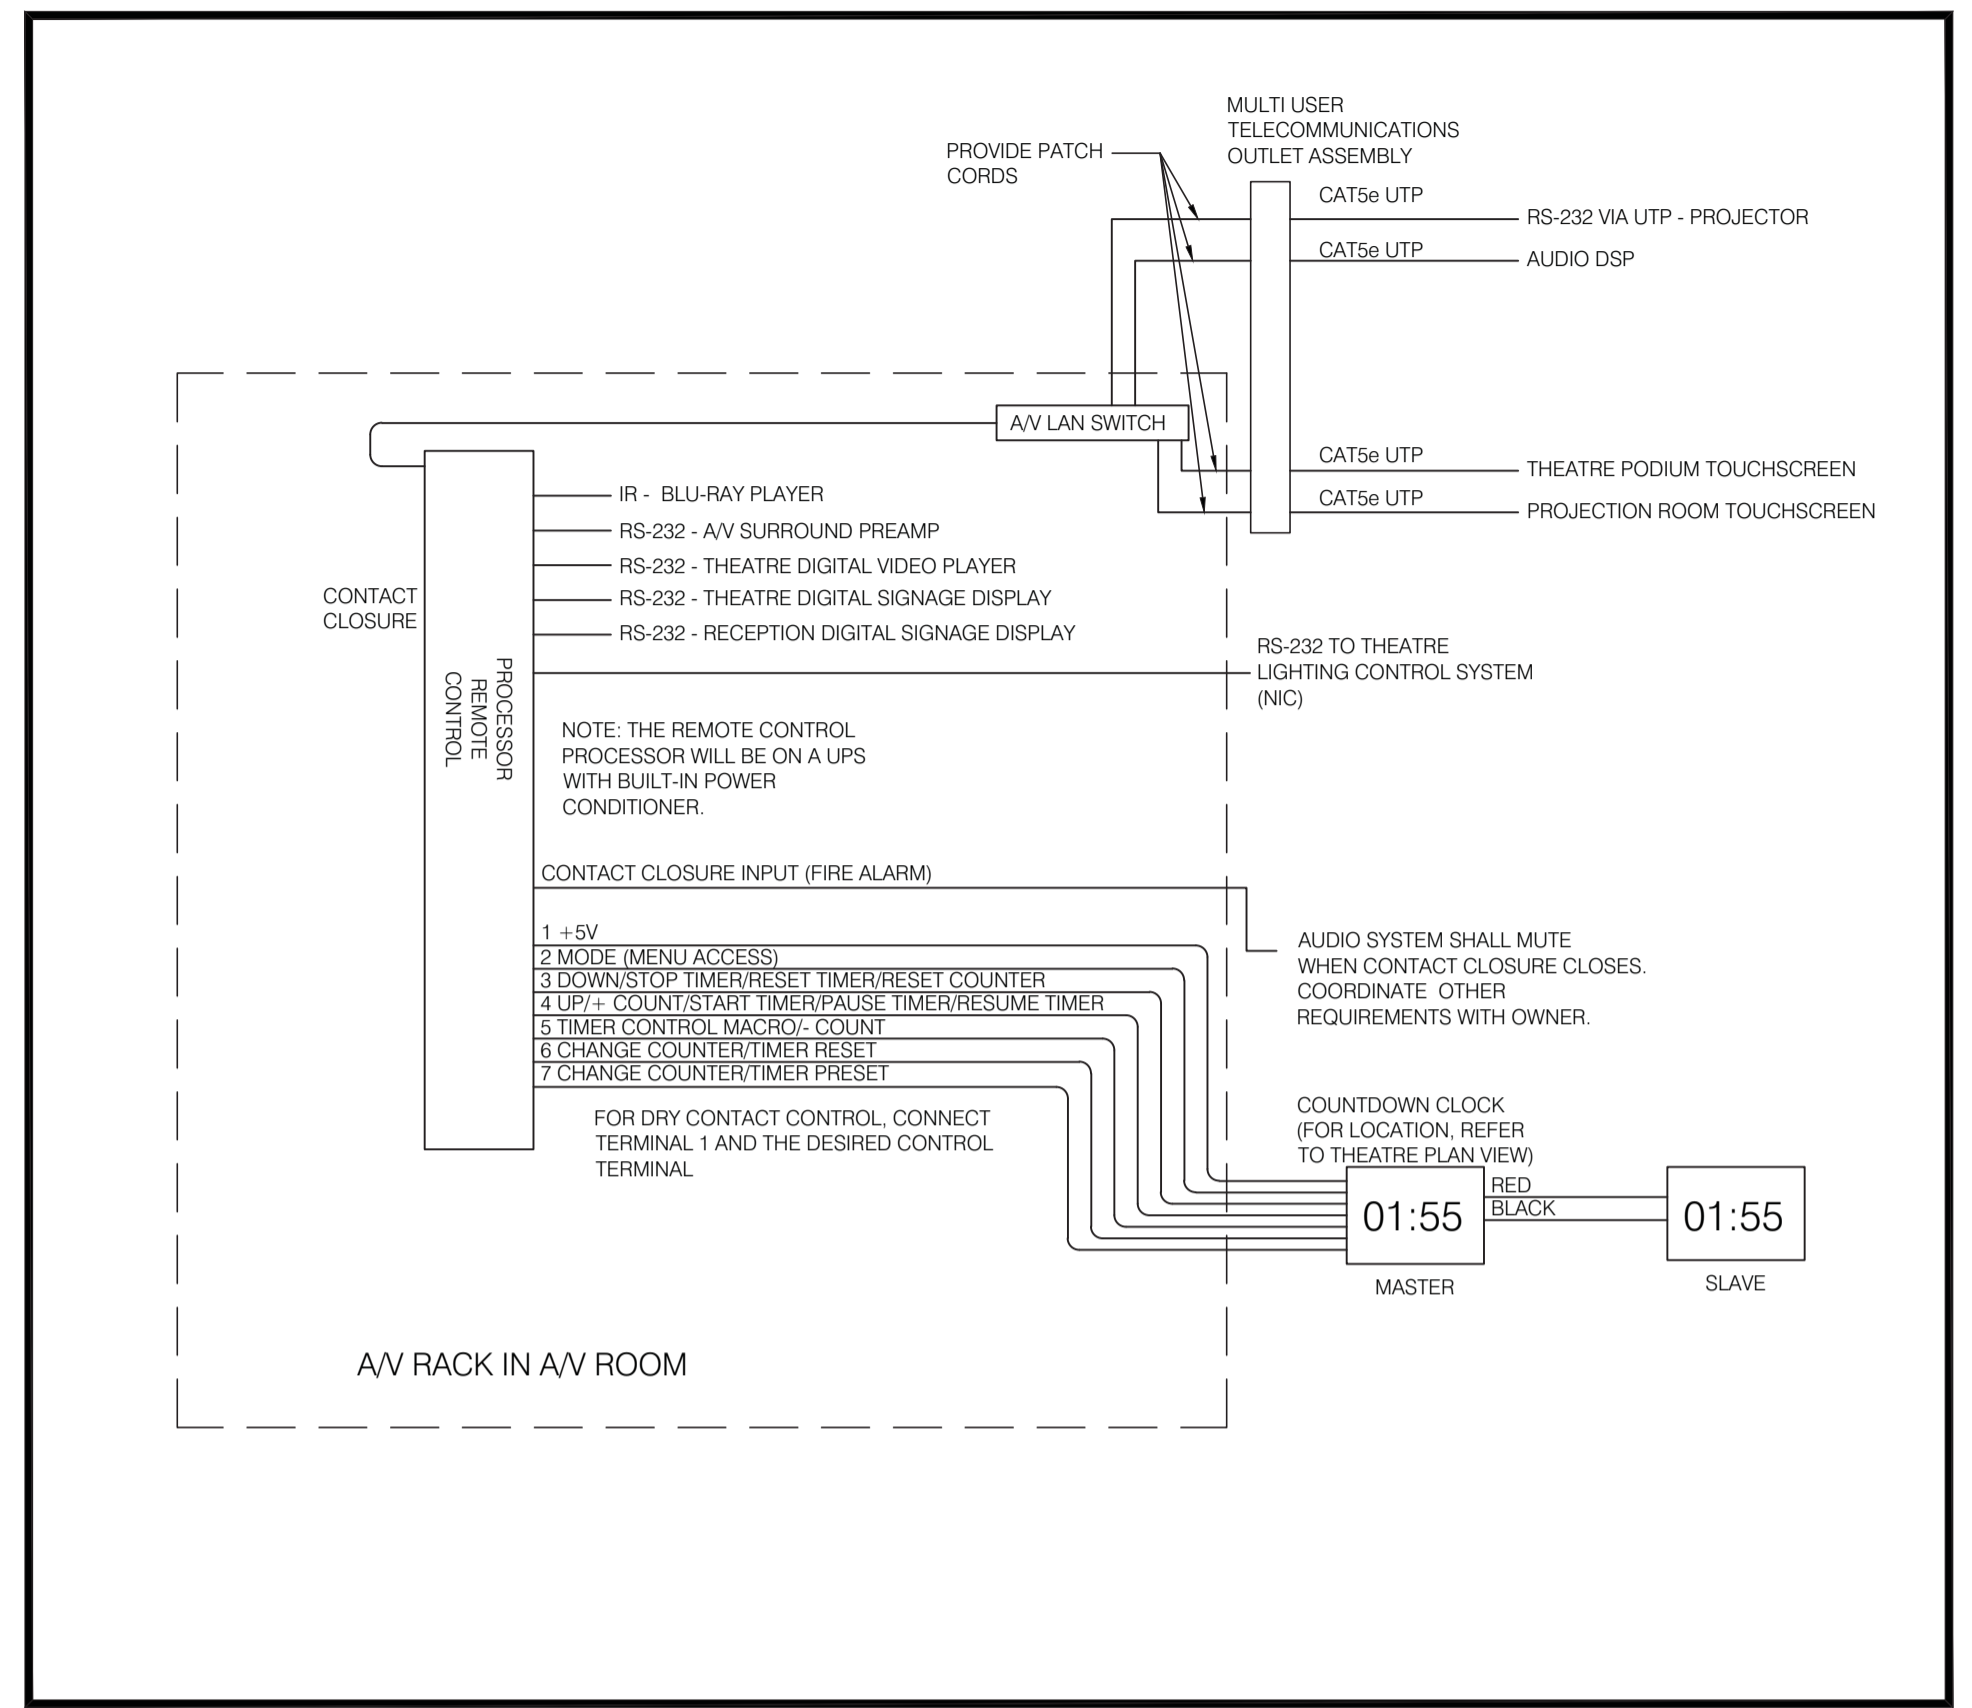 MULTI USER
TELECOMMUNICATIONS
OUTLET ASSEMBLY
PROVIDE PATCH
CORDS
CAT5e UTP
RS-232 VIA UTP - PROJECTOR
CAT5e UTP
AUDIO DSP
A/V LAN SWITCH
CAT5e UTP
THEATRE PODIUM TOUCHSCREEN
CAT5e UTP
PROJECTION ROOM TOUCHSCREEN
IR - BLU-RAY PLAYER
RS-232 - A/V SURROUND PREAMP
RS-232 - THEATRE DIGITAL VIDEO PLAYER
RS-232 - THEATRE DIGITAL SIGNAGE DISPLAY
RS-232 - RECEPTION DIGITAL SIGNAGE DISPLAY
CONTACT
CLOSURE
PROCESSOR
REMOTE
CONTROL
RS-232 TO THEATRE
LIGHTING CONTROL SYSTEM
(NIC)
NOTE: THE REMOTE CONTROL
PROCESSOR WILL BE ON A UPS
WITH BUILT-IN POWER
CONDITIONER.
CONTACT CLOSURE INPUT (FIRE ALARM)
AUDIO SYSTEM SHALL MUTE
WHEN CONTACT CLOSURE CLOSES.
COORDINATE OTHER
REQUIREMENTS WITH OWNER.
1 +5V
2 MODE (MENU ACCESS)
3 DOWN/STOP TIMER/RESET TIMER/RESET COUNTER
4 UP/+ COUNT/START TIMER/PAUSE TIMER/RESUME TIMER
5 TIMER CONTROL MACRO/- COUNT
6 CHANGE COUNTER/TIMER RESET
7 CHANGE COUNTER/TIMER PRESET
FOR DRY CONTACT CONTROL, CONNECT
TERMINAL 1 AND THE DESIRED CONTROL
TERMINAL
COUNTDOWN CLOCK
(FOR LOCATION, REFER
TO THEATRE PLAN VIEW)
RED
BLACK
01:55
01:55
MASTER
SLAVE
A/V RACK IN A/V ROOM